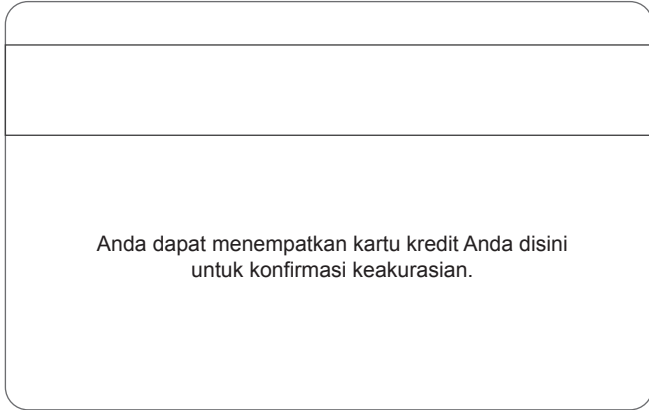 Anda dapat menempatkan kartu kredit Anda disini
untuk konfirmasi keakurasian.